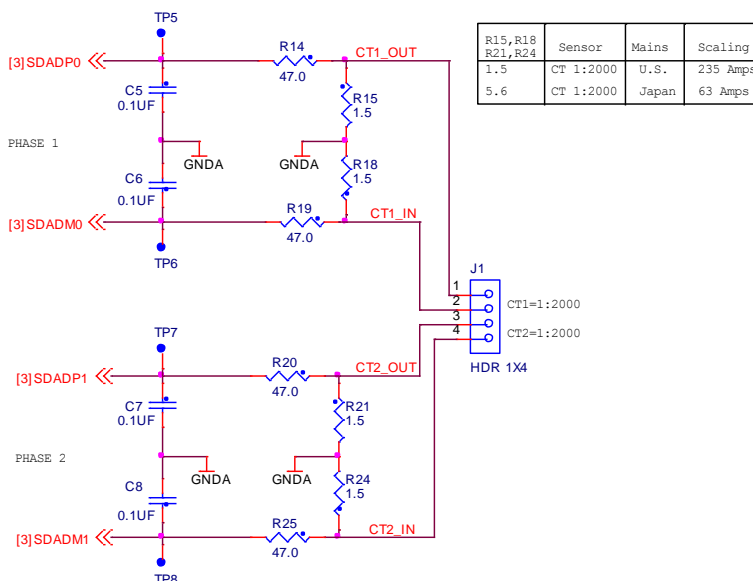 TP5
[3]SDADP0
R14
47.0
CT1_OUT
C5
0.1UF
R15
1.5
PHASE 1
GNDA
GNDA
C6
0.1UF
R18
1.5
[3]SDADM0
R19
47.0
CT1_IN
TP6
R15,R18
R21,R24
Sensor
Mains
Scaling
1.5
CT 1:2000
U.S.
235 Amps
5.6
CT 1:2000
Japan
63 Amps
J1
1
2
3
4
CT1=1:2000
CT2=1:2000
HDR 1X4
TP7
[3]SDADP1
R20
47.0
CT2_OUT
C7
0.1UF
R21
1.5
PHASE 2
GNDA
GNDA
C8
0.1UF
R24
1.5
[3]SDADM1
R25
47.0
CT2_IN
TP8